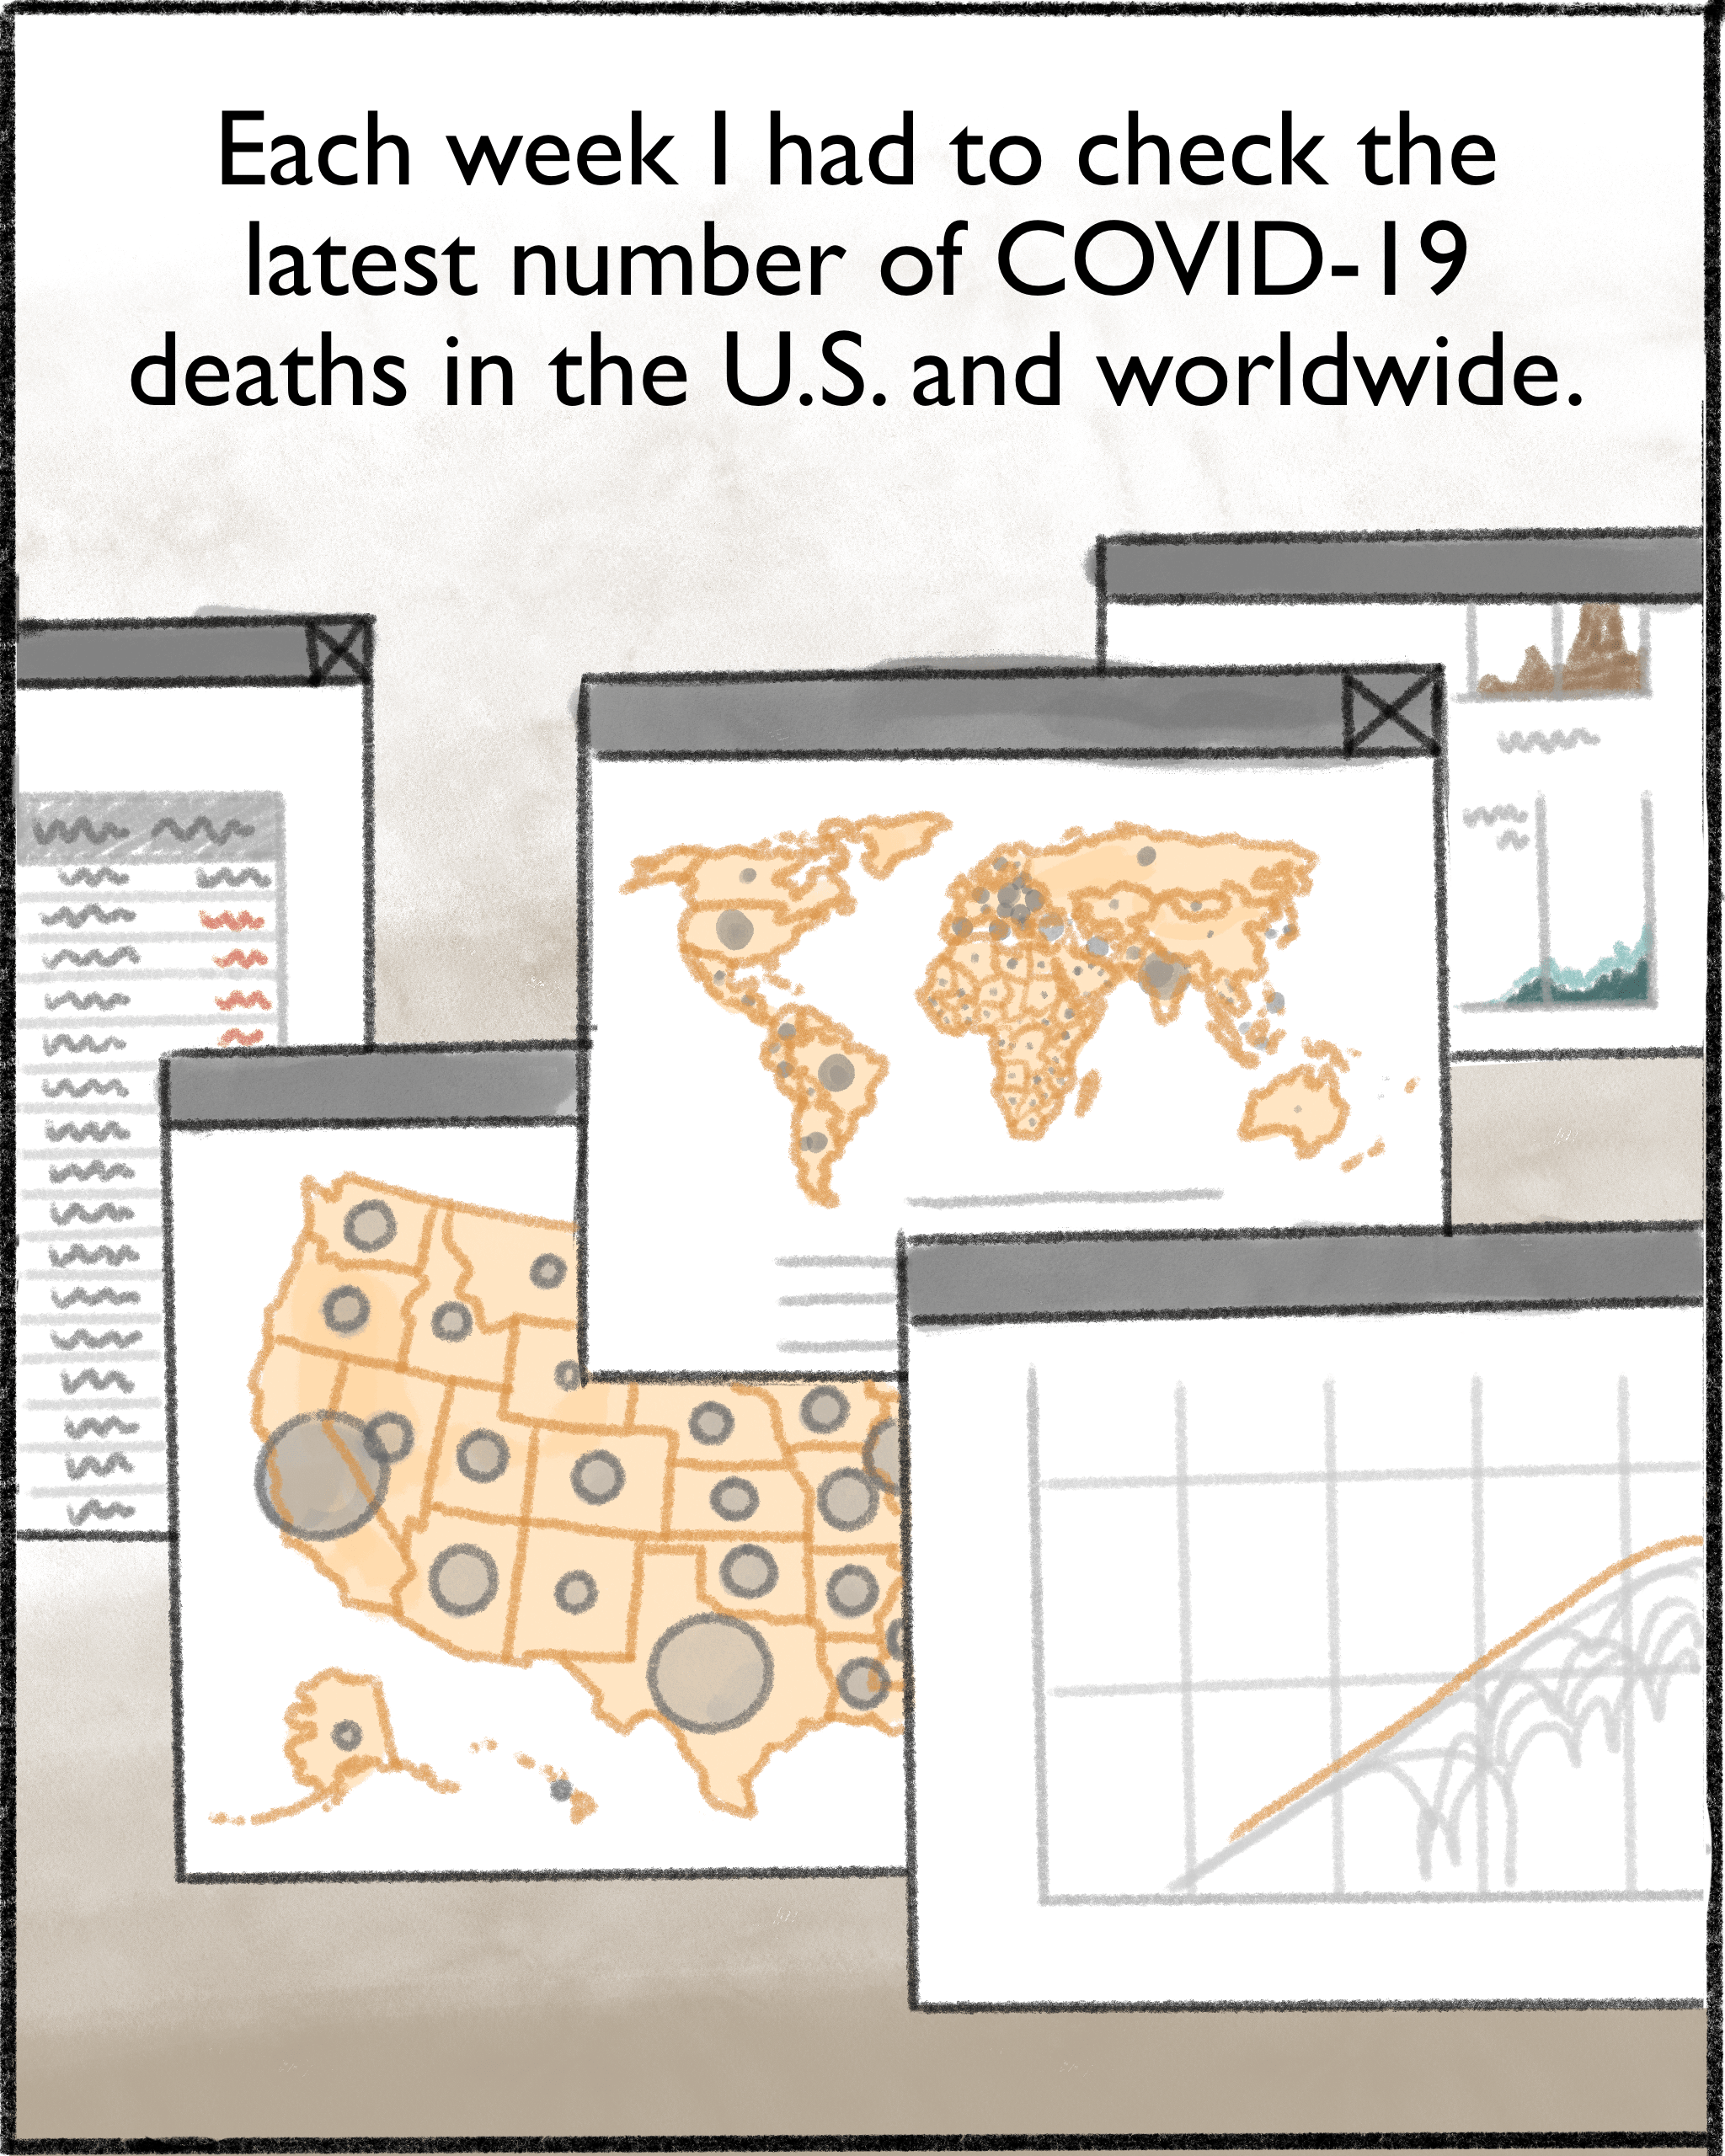 Each week I had to check the
latest number of COVID-19
deaths in the U.S. and worldwide.